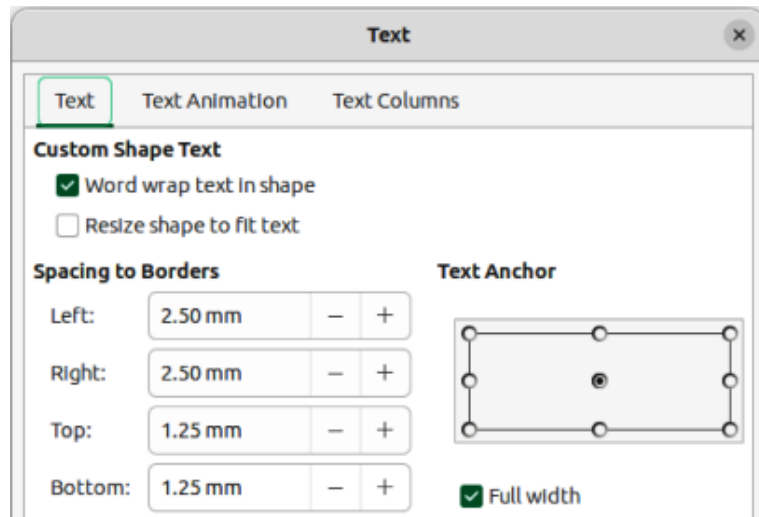 Text
Text Text Animation Text Columns
Custom Shape Text
Word wrap text in shape
Resize shape to fit text
Spacing to Borders Text Anchor
Left: 2.50 mm
Right: 2.50 mm
Top: 1.25 mm
Bottom: 1.25 mm Full width